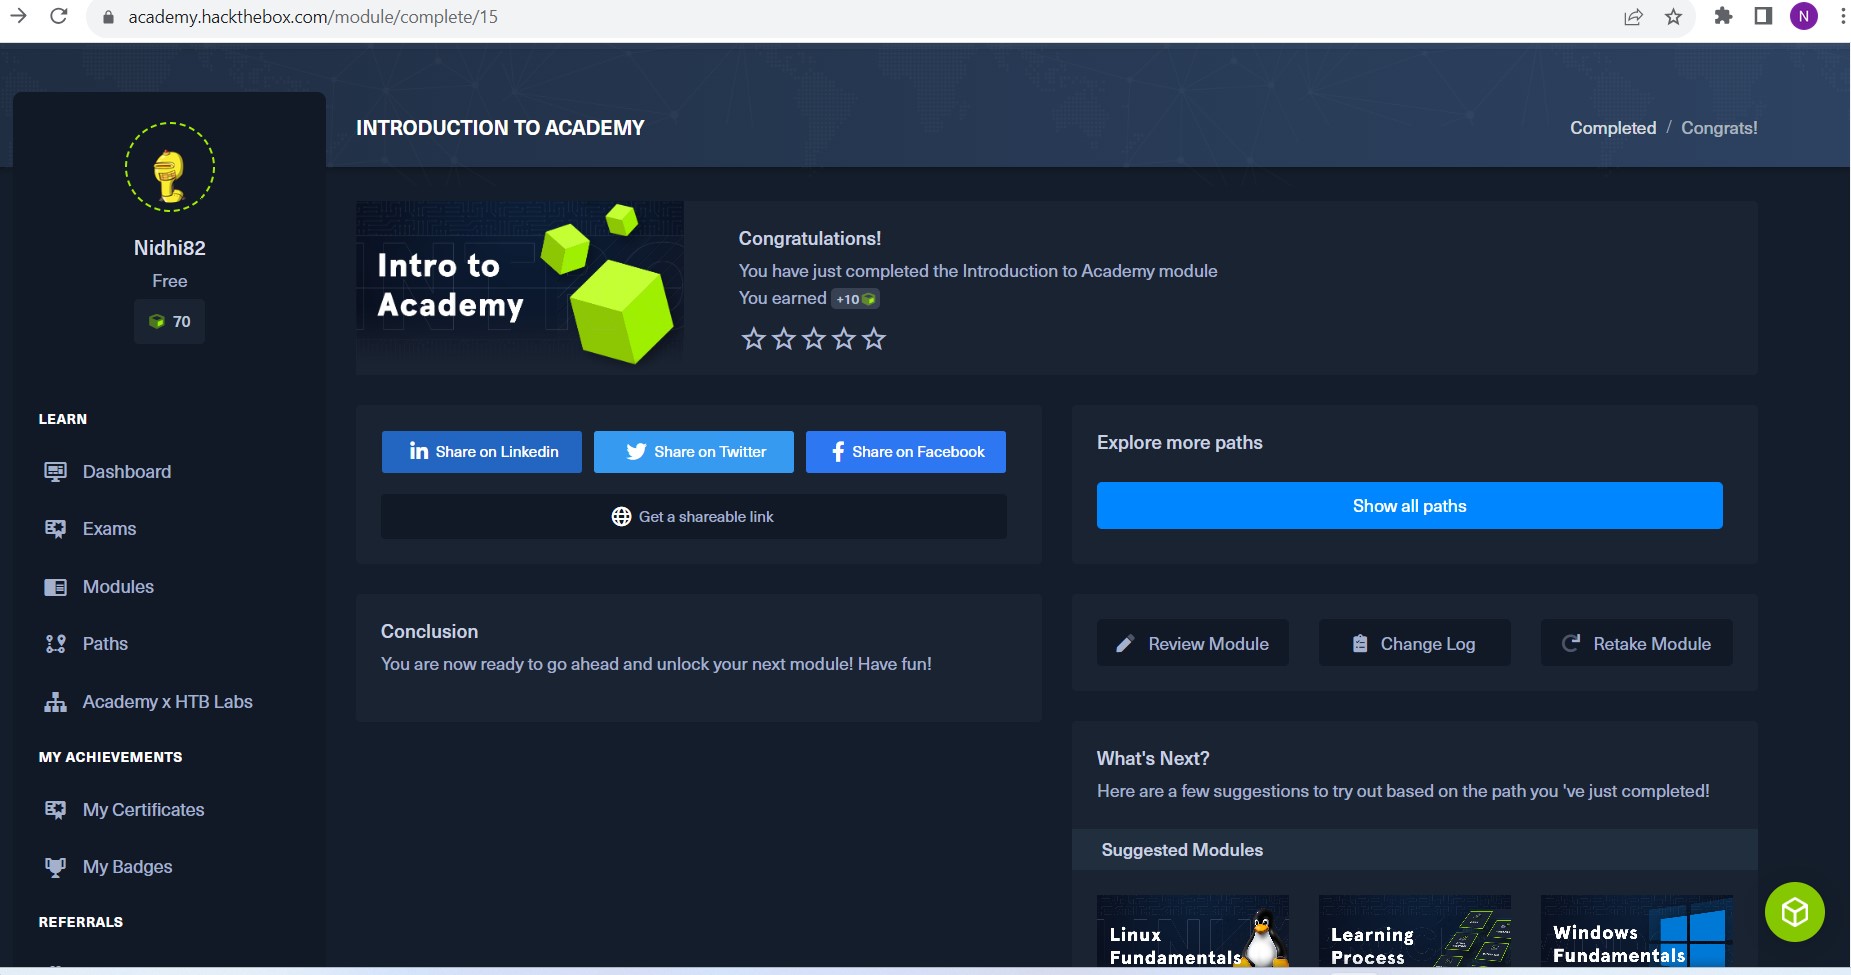 academy.hackthebox.com/module/complete/15
N
Nidhi82
Free
70
LEARN
Dashboard
Exams
Modules
Paths
Academy x HTB Labs
MY ACHIEVEMENTS
My Certificates
My Badges
REFERRALS
INTRODUCTION TO ACADEMY
Completed / Congrats!
Intro to
Academy
Congratulations!
You have just completed the Introduction to Academy module
You earned +10
in Share on Linkedin
Share on Twitter
f Share on Facebook
Get a shareable link
Explore more paths
Show all paths
Conclusion
You are now ready to go ahead and unlock your next module! Have fun!
Review Module
Change Log
Retake Module
What's Next?
Here are a few suggestions to try out based on the path you 've just completed!
Suggested Modules
Linux
Fundamentals
Learning
Process
Windows
Fundamentals